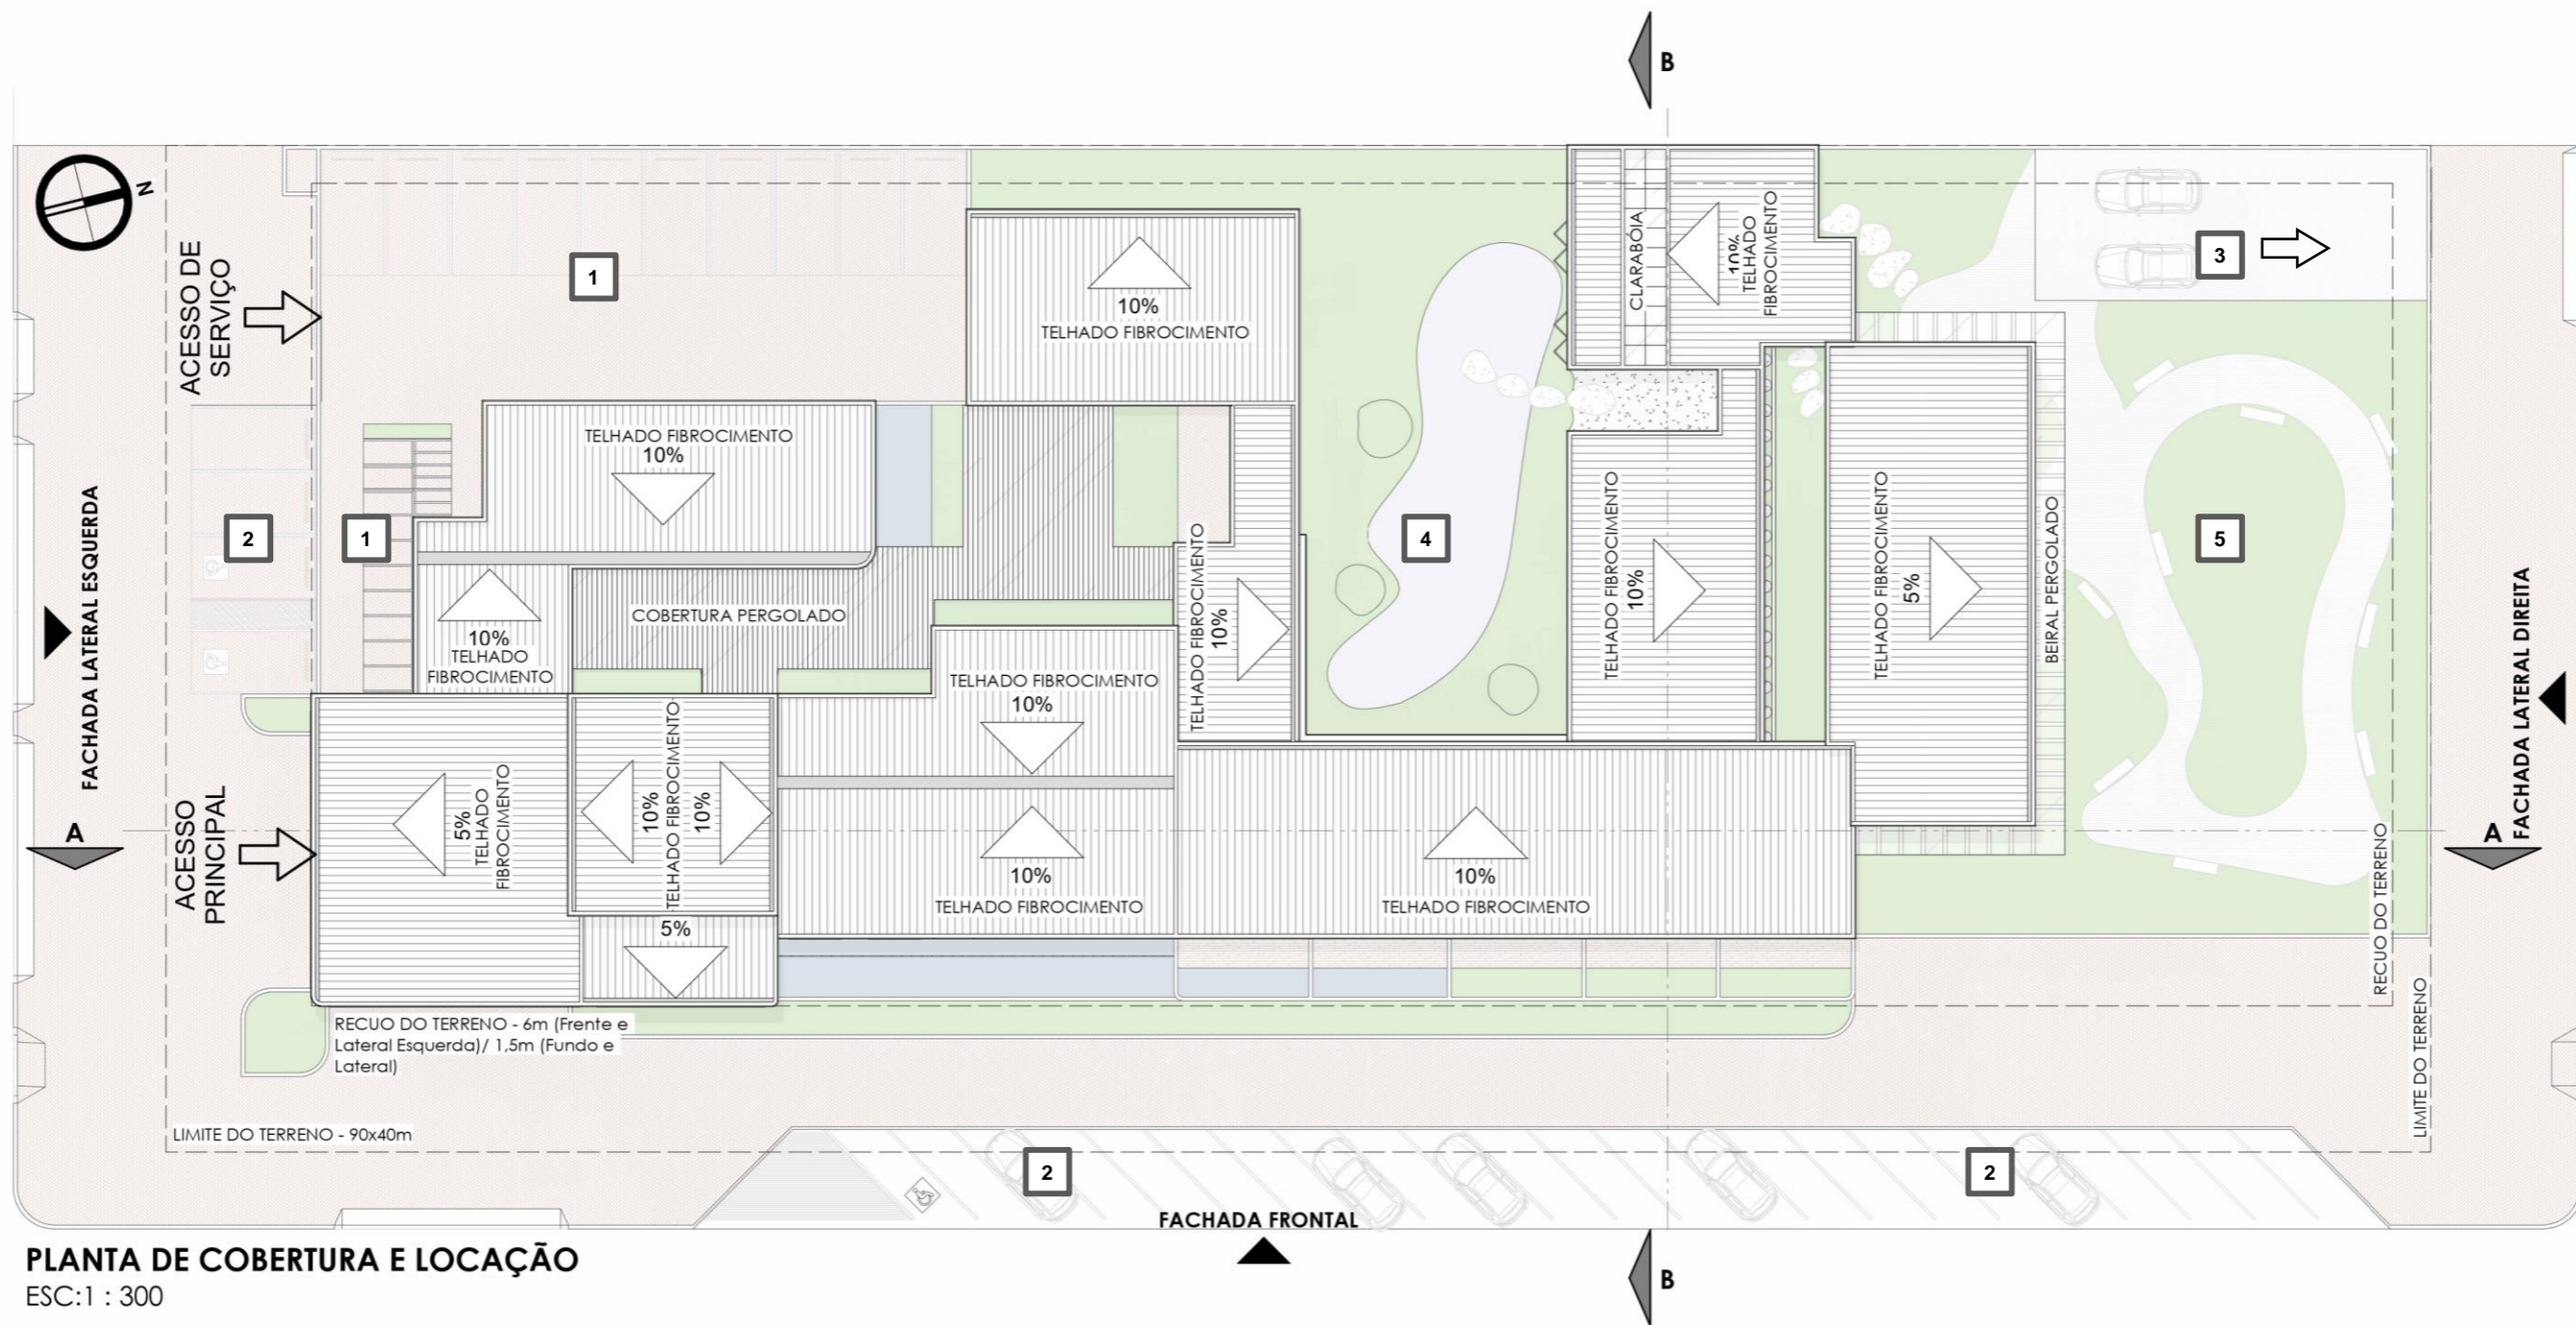 B
N
ACESSO DE
SERVIÇO
1
10%
TELHADO FIBROCIMENTO
CLARABÓIA
10%
TELHADO
FIBROCIMENTO
3
TELHADO FIBROCIMENTO
10%
FACHADA LATERAL ESQUERDA
2
1
10%
TELHADO
FIBROCIMENTO
COBERTURA PERGOLADO
TELHADO FIBROCIMENTO
10%
TELHADO FIBROCIMENTO
10%
4
TELHADO FIBROCIMENTO
10%
TELHADO FIBROCIMENTO
5%
BEIRAL PERGOLADO
5
FACHADA LATERAL DIREITA
A
ACESSO
PRINCIPAL
5%
TELHADO
FIBROCIMENTO
10%
TELHADO FIBROCIMENTO
10%
5%
10%
TELHADO FIBROCIMENTO
10%
TELHADO FIBROCIMENTO
A
RECUO DO TERRENO
LIMITE DO TERRENO
RECUO DO TERRENO - 6m (Frente e
Lateral Esquerda)/ 1,5m (Fundo e
Lateral)
LIMITE DO TERRENO - 90x40m
2
2
FACHADA FRONTAL
B
PLANTA DE COBERTURA E LOCAÇÃO
ESC:1 : 300